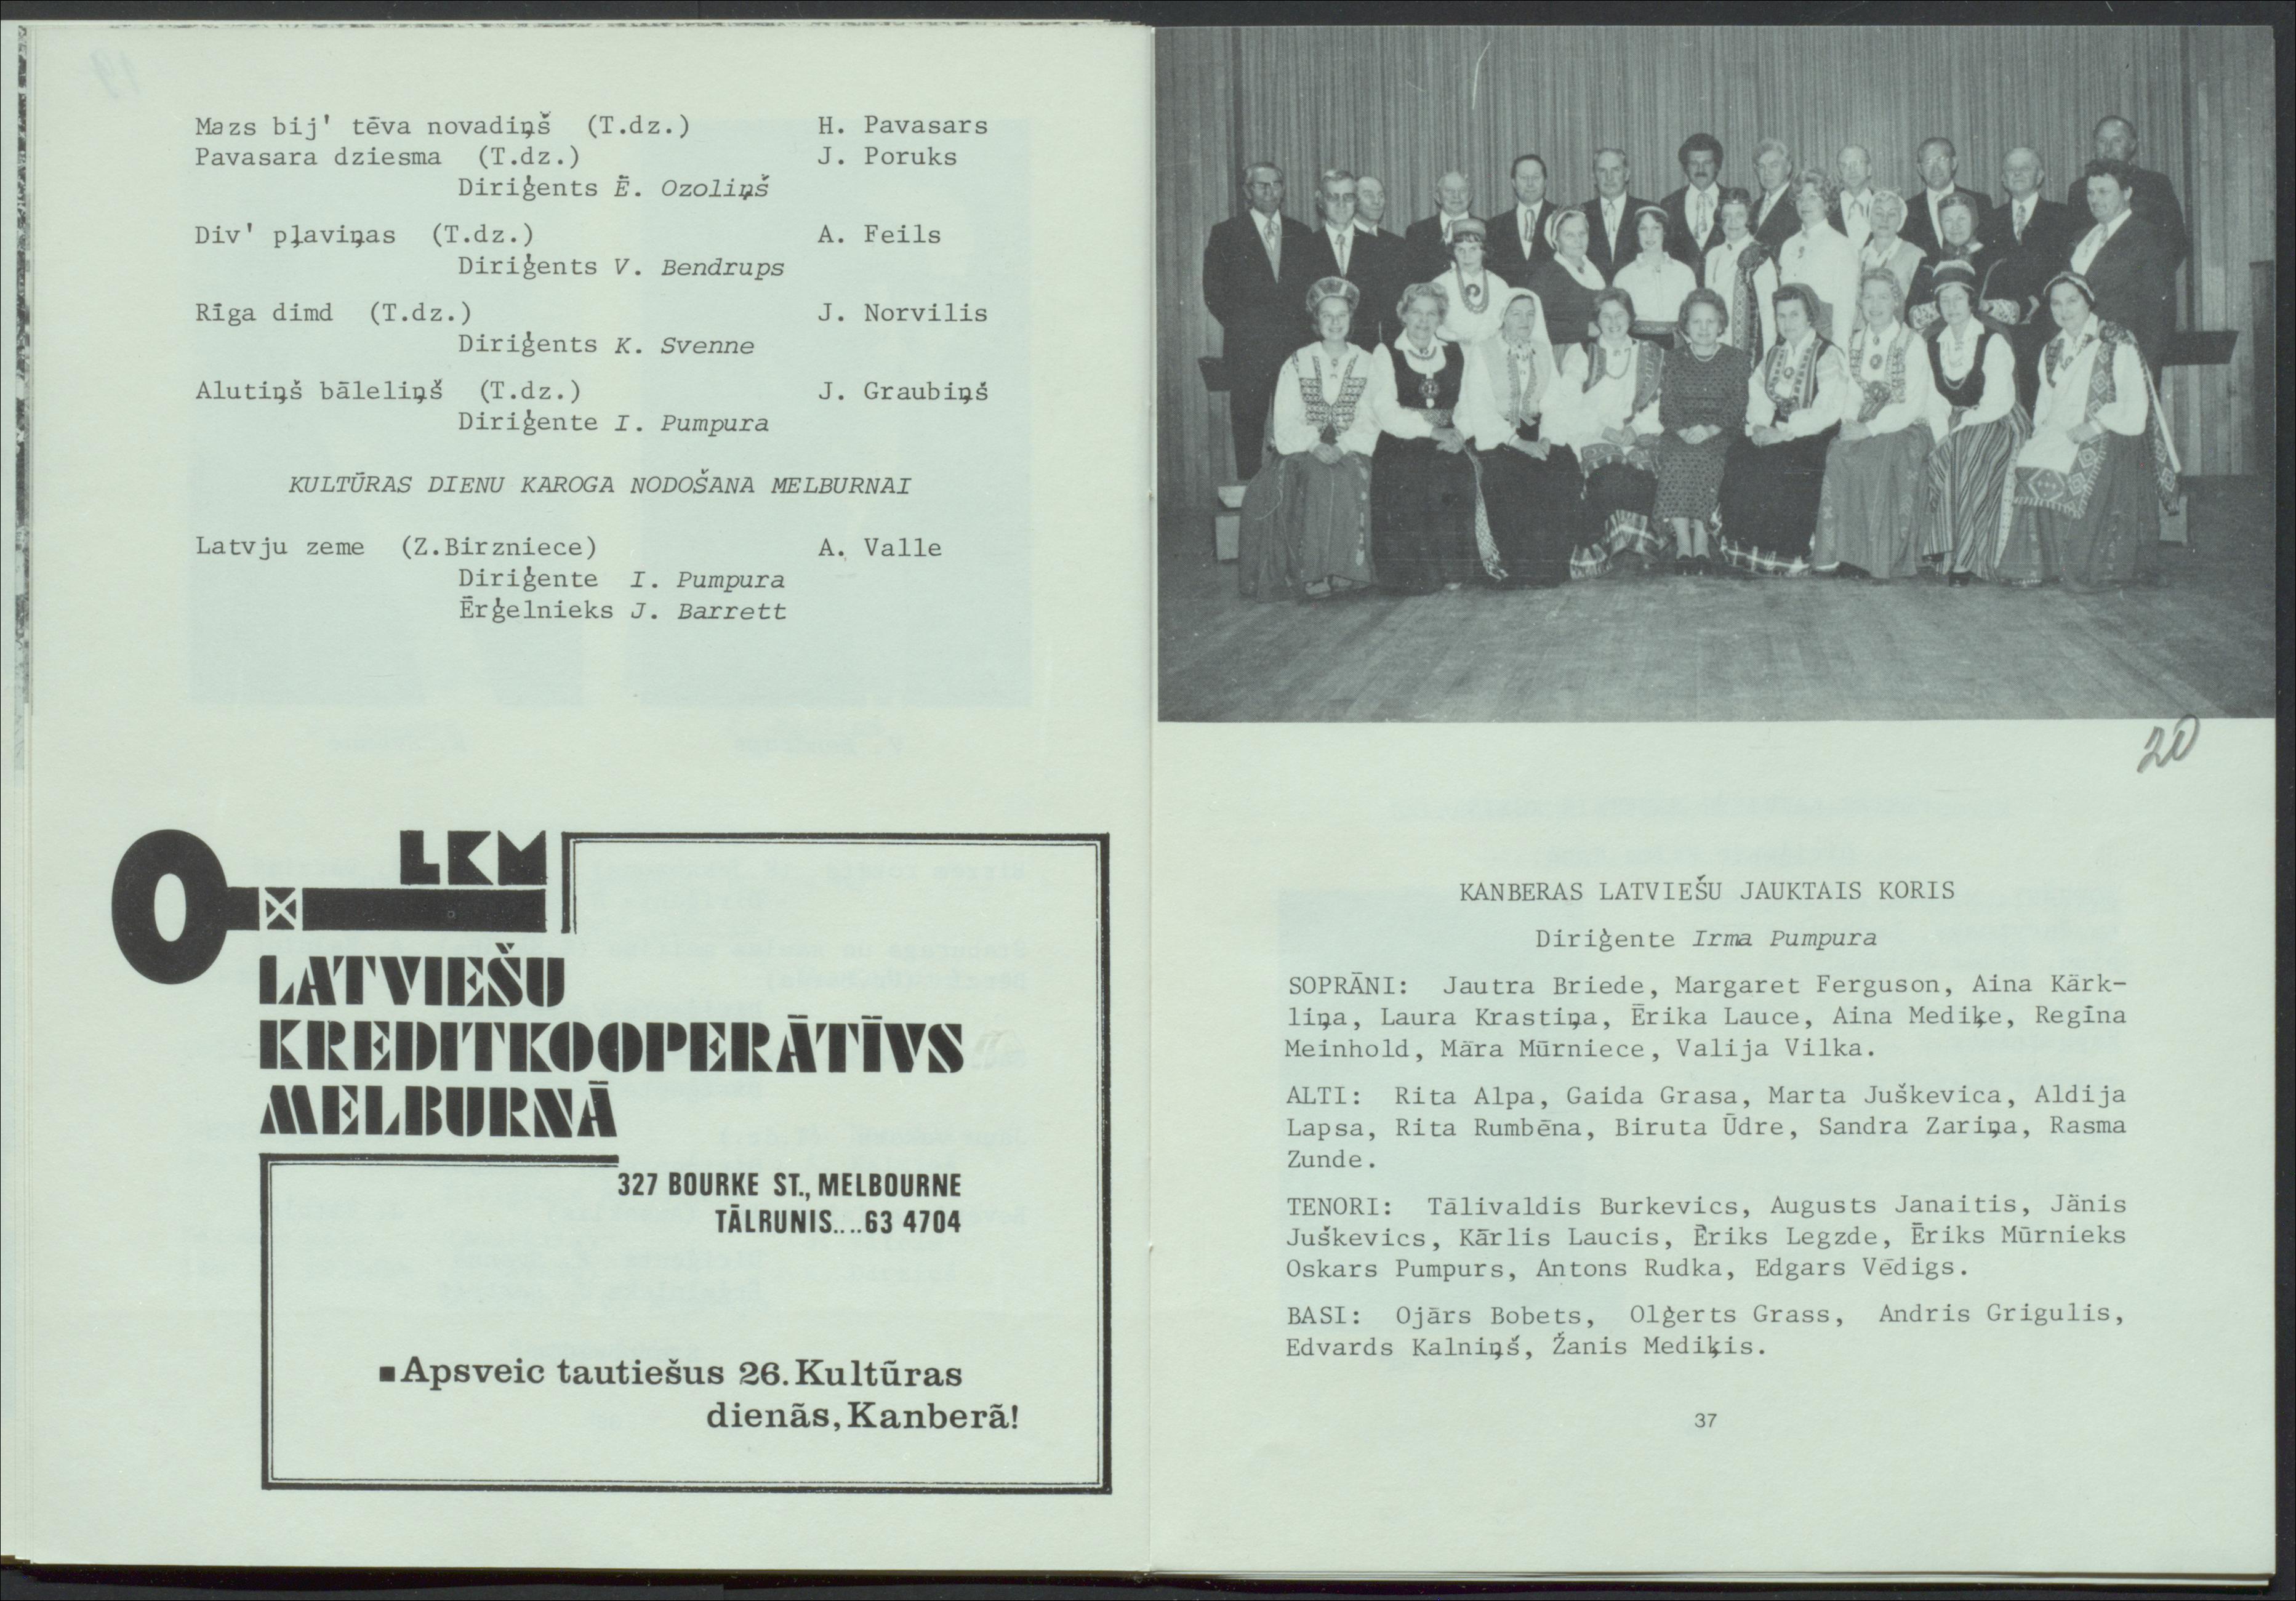 Mazs bij' tēva novadiņš (T.dz.) H. Pavasars
Pavasara dziesma (T.dz.) J. Poruks
Diriģents Ē. Ozoliņš
Div' pļaviņas (T.dz.) A. Feils
Diriģents V. Bendrups
Rīga dimd (T.dz.) J. Norvilis
Diriģents K. Svenne
Alutiņš bāleliņš (T.dz.) J. Graubiņš
Diriģente I. Pumpura
KULTŪRAS DIENU KAROGA NODOŠANA MELBURNAI
Latvju zeme (Z.Birzniece) A. Valle
Diriģente I. Pumpura
Ērģelnieks J. Barrett
LKM
LATVIEŠU
KREDITKOOPERĀTĪVS
MELBURNĀ
327 BOURKE ST., MELBOURNE
TĀLRUNIS....63 4704
Apsveic tautiešus 26. Kultūras
dienās, Kanberā!
20
KANBERAS LATVIEŠU JAUKTAIS KORIS
Diriģente Irma Pumpura
SOPRĀNI: Jautra Briede, Margaret Ferguson, Aina Kārk-
liņa, Laura Krastiņa, Ērika Lauce, Aina Mediķe, Regīna
Meinhold, Māra Mūrniece, Valija Vilka.
ALTI: Rita Alpa, Gaida Grasa, Marta Juškevica, Aldija
Lapsa, Rita Rumbēna, Biruta Ūdre, Sandra Zariņa, Rasma
Zunde.
TENORI: Tālivaldis Burkevics, Augusts Janaitis, Jānis
Juškevics, Kārlis Laucis, Ēriks Legzde, Ēriks Mūrnieks
Oskars Pumpurs, Antons Rudka, Edgars Vēdigs.
BASI: Ojārs Bobets, Olģerts Grass, Andris Grigulis,
Edvards Kalniņš, Žanis Mediķis.
37